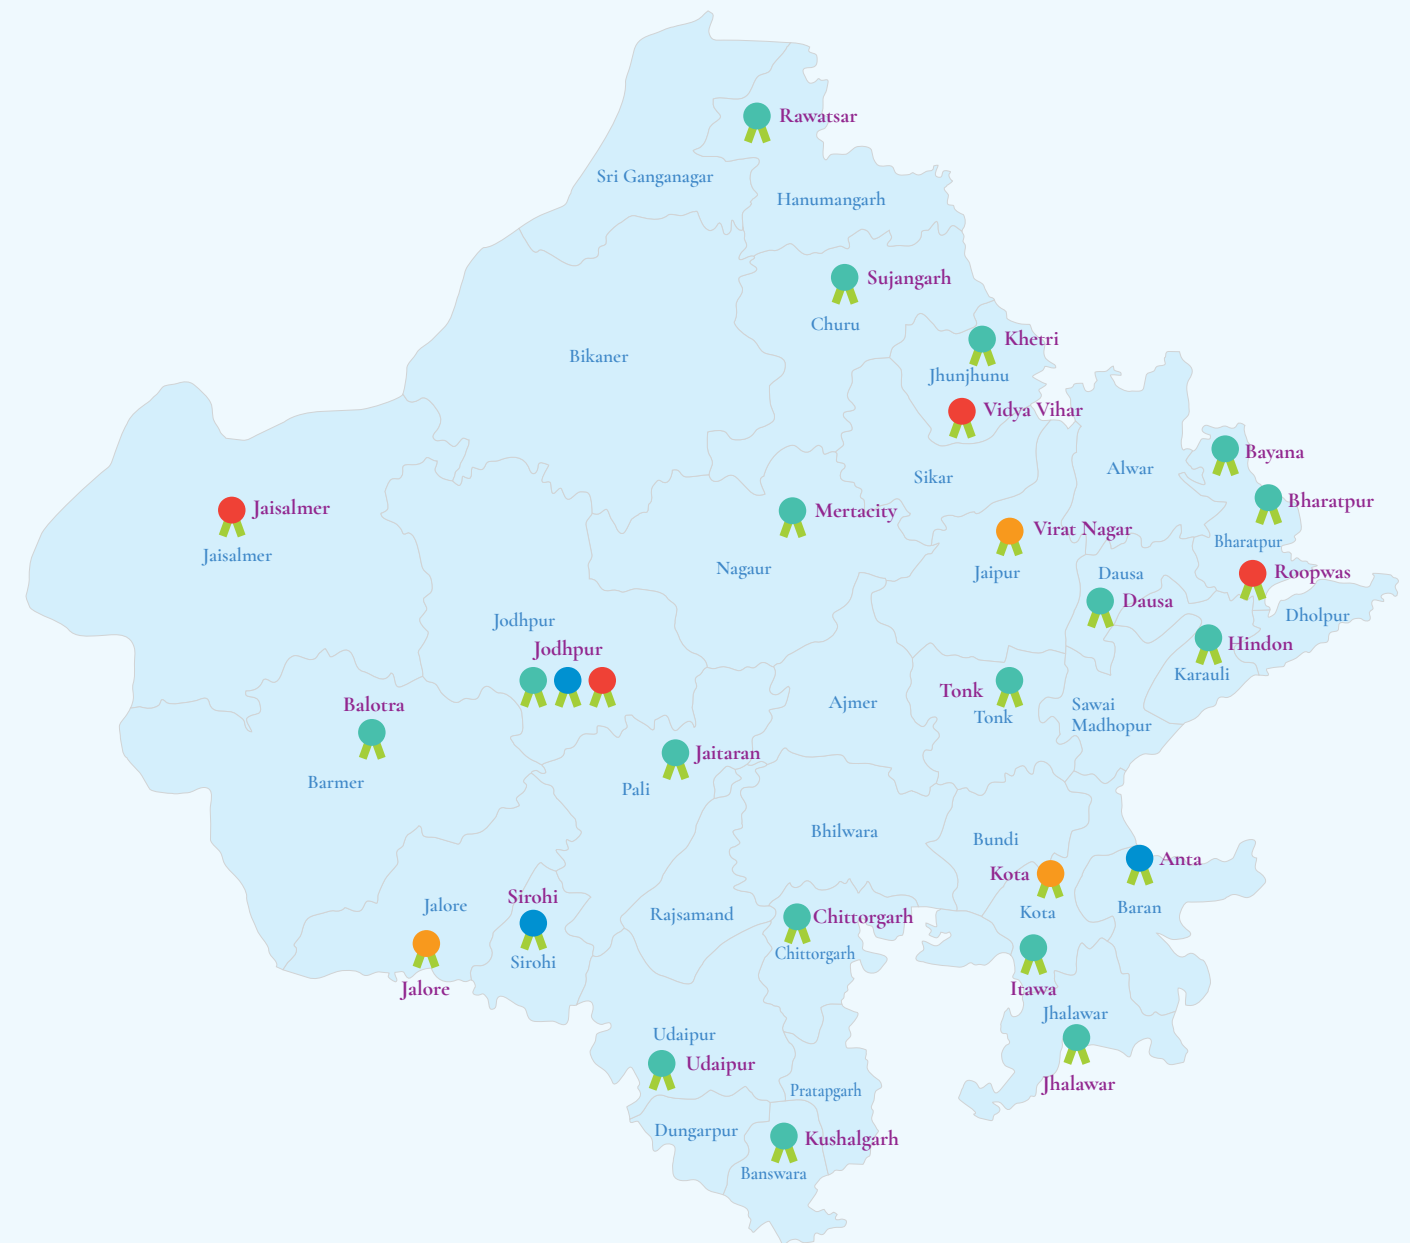 Rawatsar
Sri Ganganagar
Hanumangarh
Sujangarh
Churu
Khetri
Bikaner
Jhunjhunu
Vidya Vihar
Bayana
Alwar
Sikar
Bharatpur
Jaisalmer
Mertacity
Virat Nagar
Bharatpur
Jaisalmer
Nagaur
Jaipur
Dausa
Roopwas
Dausa
Dholpur
Jodhpur
Hindon
Jodhpur
Karauli
Tonk
Balotra
Ajmer
Sawai
Madhopur
Tonk
Jaitaran
Barmer
Pali
Bhilwara
Bundi
Anta
Kota
Sirohi
Jalore
Baran
Kota
Rajsamand
Chittorgarh
Chittorgarh
Sirohi
Jalore
Itawa
Jhalawar
Udaipur
Udaipur
Jhalawar
Pratapgarh
Dungarpur
Kushalgarh
Banswara